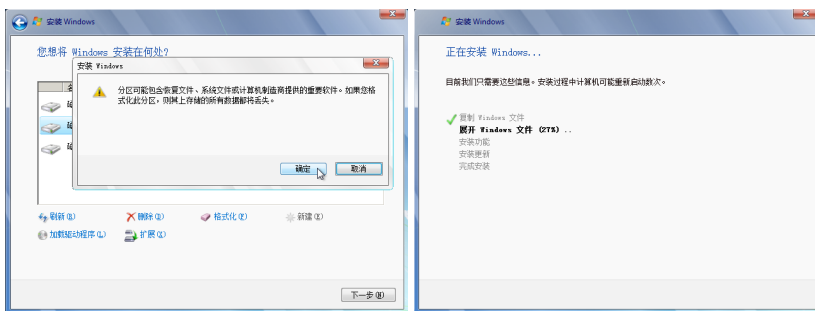 安装 Windows
您想将 Windows 安装在何处?
安装 Windows
分区可能包含恢复文件、系统文件或计算机制造商提供的重要软件。如果您格
式化此分区，则其上存储的所有数据都将丢失。
确定
取消
刷新(R)
删除(D)
格式化(F)
新建(E)
加载驱动程序(L)
扩展(X)
下一步(N)
安装 Windows
正在安装 Windows...
目前我们只需要这些信息。安装过程中计算机可能重新启动数次。
复制 Windows 文件
展开 Windows 文件 (27%) ..
安装功能
安装更新
完成安装